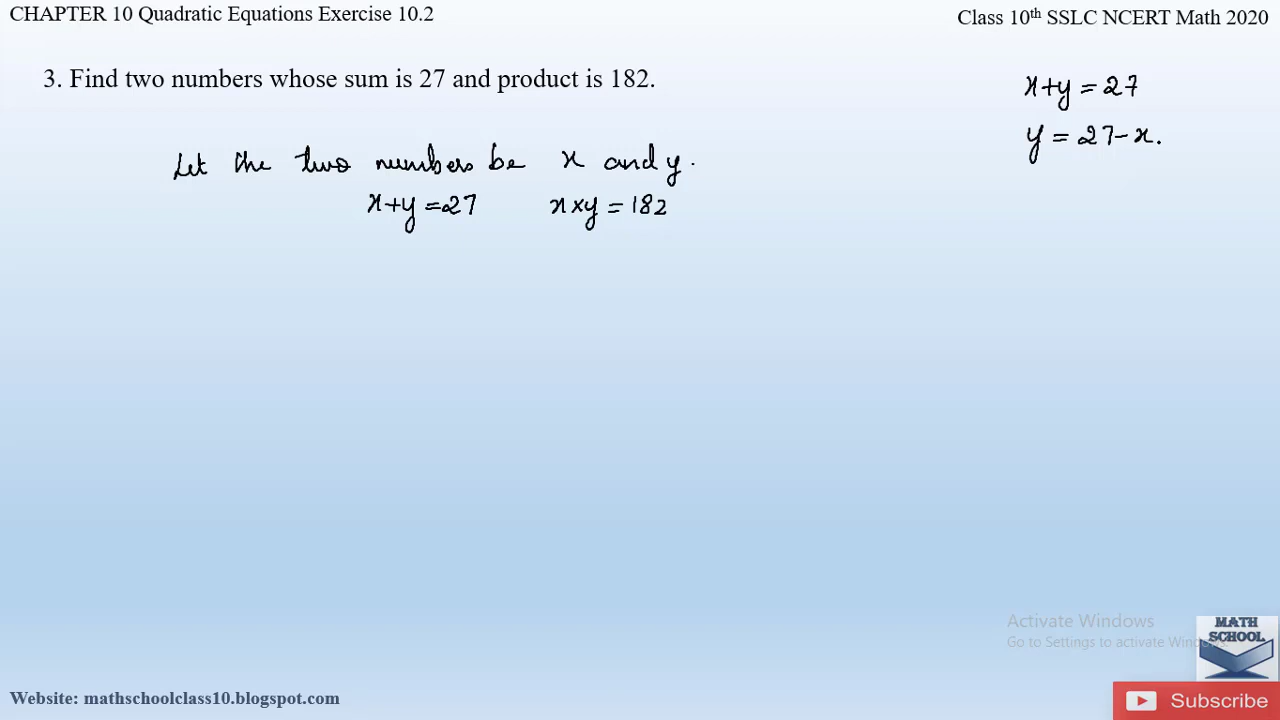 CHAPTER 10 Quadratic Equations Exercise 10.2
Class 10th SSLC NCERT Math 2020
3. Find two numbers whose sum is 27 and product is 182.
x+y = 27
y = 27-x.
Let the two numbers be x and y.
x+y =27 x×y = 182
Activate Windows
Go to Settings to activate Windows.
MATH
SCHOOL
Website: mathschoolclass10.blogspot.com
Subscribe